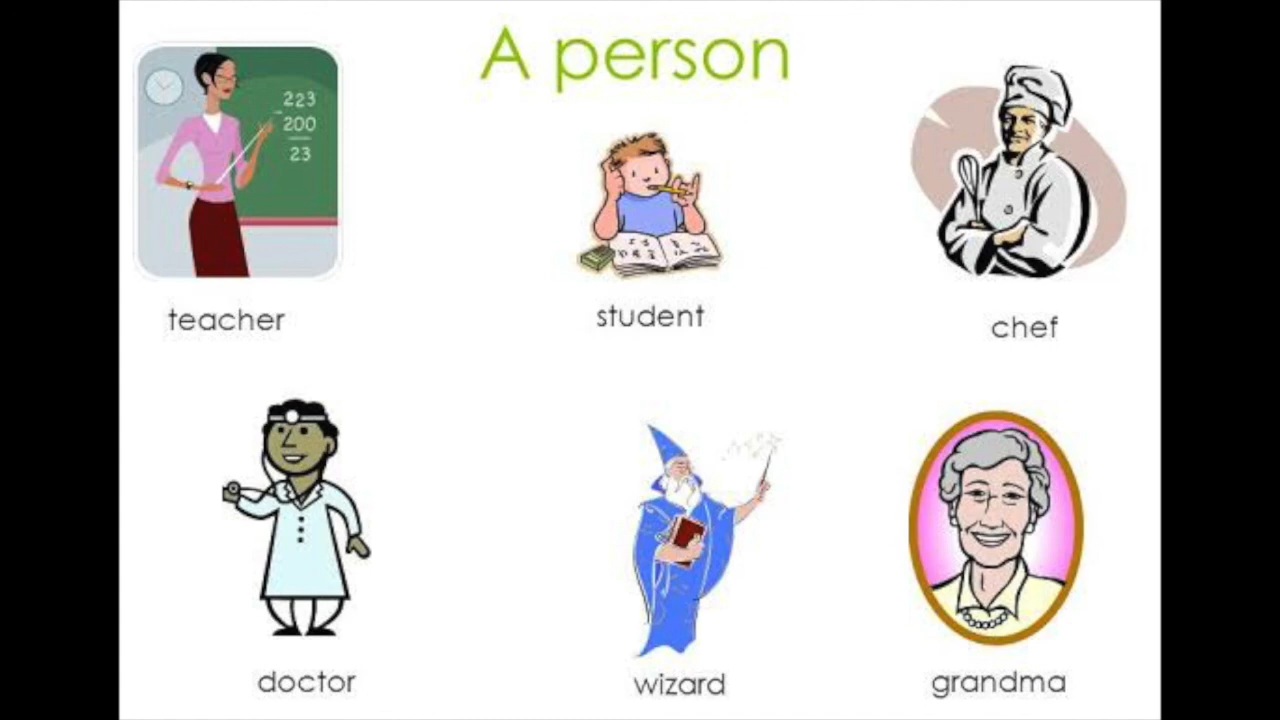 A person
223
- 200
23
teacher
student
chef
doctor
wizard
grandma